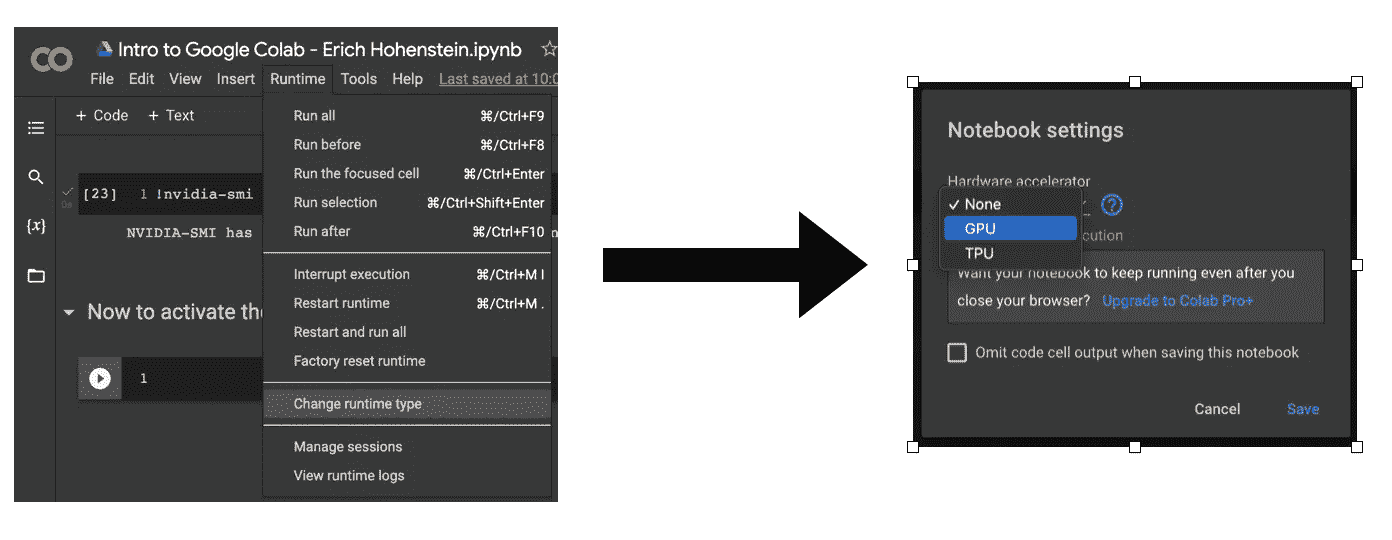 CO
Intro to Google Colab - Erich Hohenstein.ipynb
File Edit View Insert Runtime Tools Help Last saved at 10:0
+ Code + Text
Run all ⌘/Ctrl+F9
Run before ⌘/Ctrl+F8
Run the focused cell ⌘/Ctrl+Enter
Run selection ⌘/Ctrl+Shift+Enter
Run after ⌘/Ctrl+F10
Interrupt execution ⌘/Ctrl+M I
Restart runtime ⌘/Ctrl+M .
Restart and run all
Factory reset runtime
Change runtime type
Manage sessions
View runtime logs
[23] 1 !nvidia-smi
0s
{x}
NVIDIA-SMI has
Now to activate the
1
Notebook settings
Hardware accelerator
✓ None
GPU
TPU
?
cution
Want your notebook to keep running even after you
close your browser? Upgrade to Colab Pro+
Omit code cell output when saving this notebook
Cancel Save